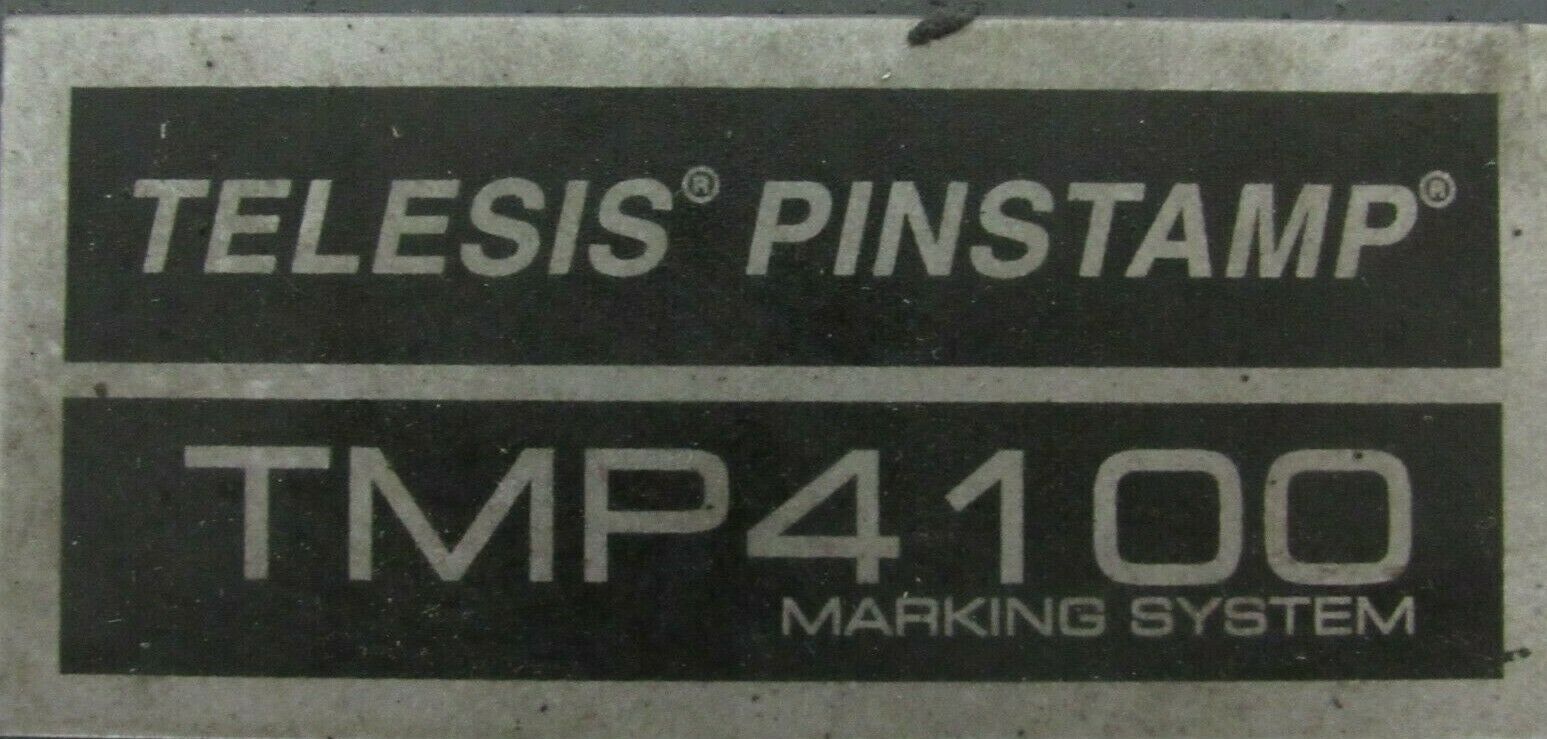 TELESIS® PINSTAMP®
TMP4100
MARKING SYSTEM